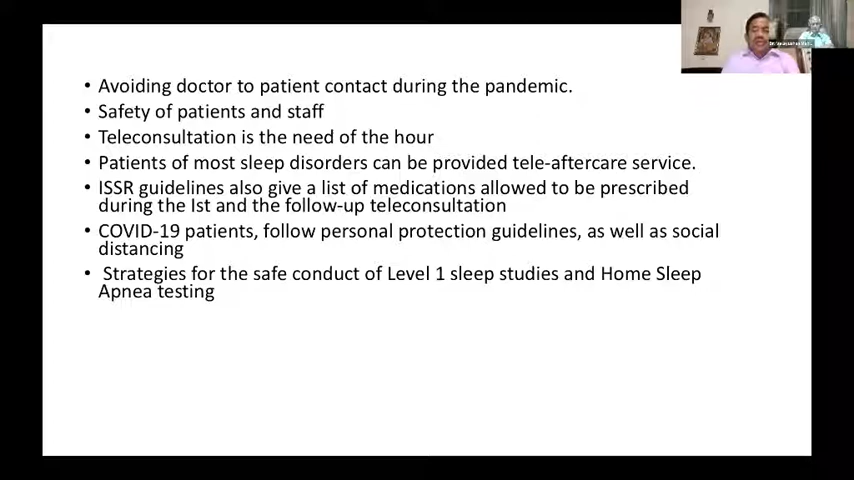 • Avoiding doctor to patient contact during the pandemic.
• Safety of patients and staff
• Teleconsultation is the need of the hour
• Patients of most sleep disorders can be provided tele-aftercare service.
• ISSR guidelines also give a list of medications allowed to be prescribed
during the Ist and the follow-up teleconsultation
• COVID-19 patients, follow personal protection guidelines, as well as social
distancing
• Strategies for the safe conduct of Level 1 sleep studies and Home Sleep
Apnea testing